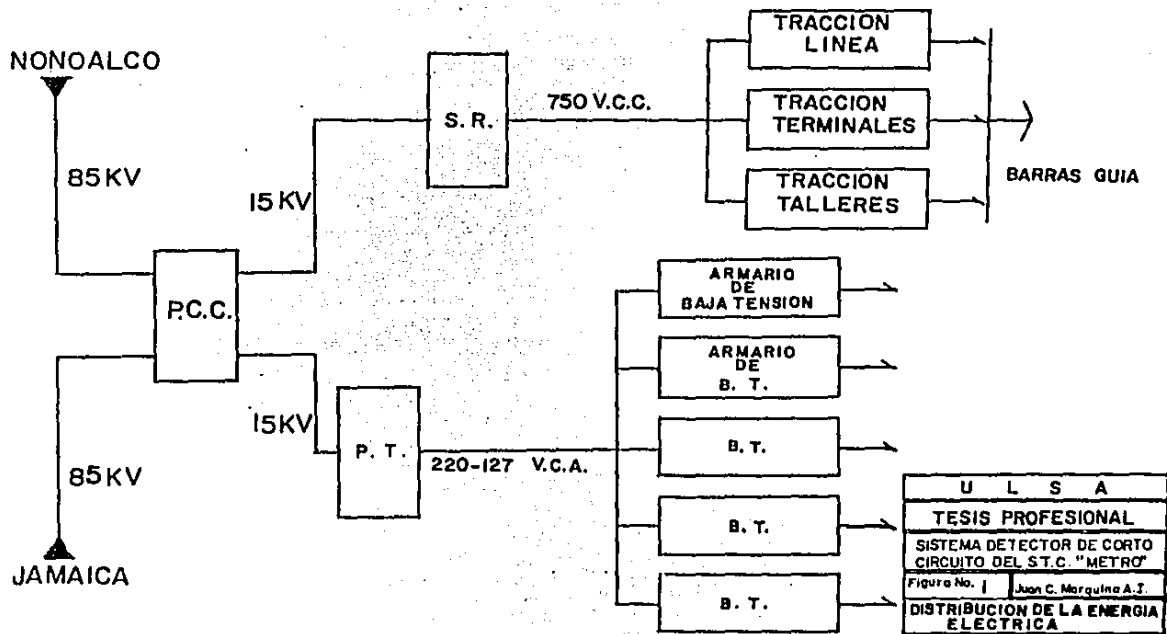 NONOALCO
85KV
P.C.C.
85KV
JAMAICA
15KV
S.R.
750 V.C.C.
TRACCION
LINEA
TRACCION
TERMINALES
TRACCION
TALLERES
BARRAS GUIA
15KV
P. T.
220-127 V.C.A.
ARMARIO
DE
BAJA TENSION
ARMARIO
DE
B. T.
B.T.
B.T.
B.T.
U L S A
TESIS PROFESIONAL
SISTEMA DETECTOR DE CORTO
CIRCUITO DEL S.T.C. "METRO"
Figura No. 1
Juan C. Marquina A.I.
DISTRIBUCION DE LA ENERGIA
ELECTRICA